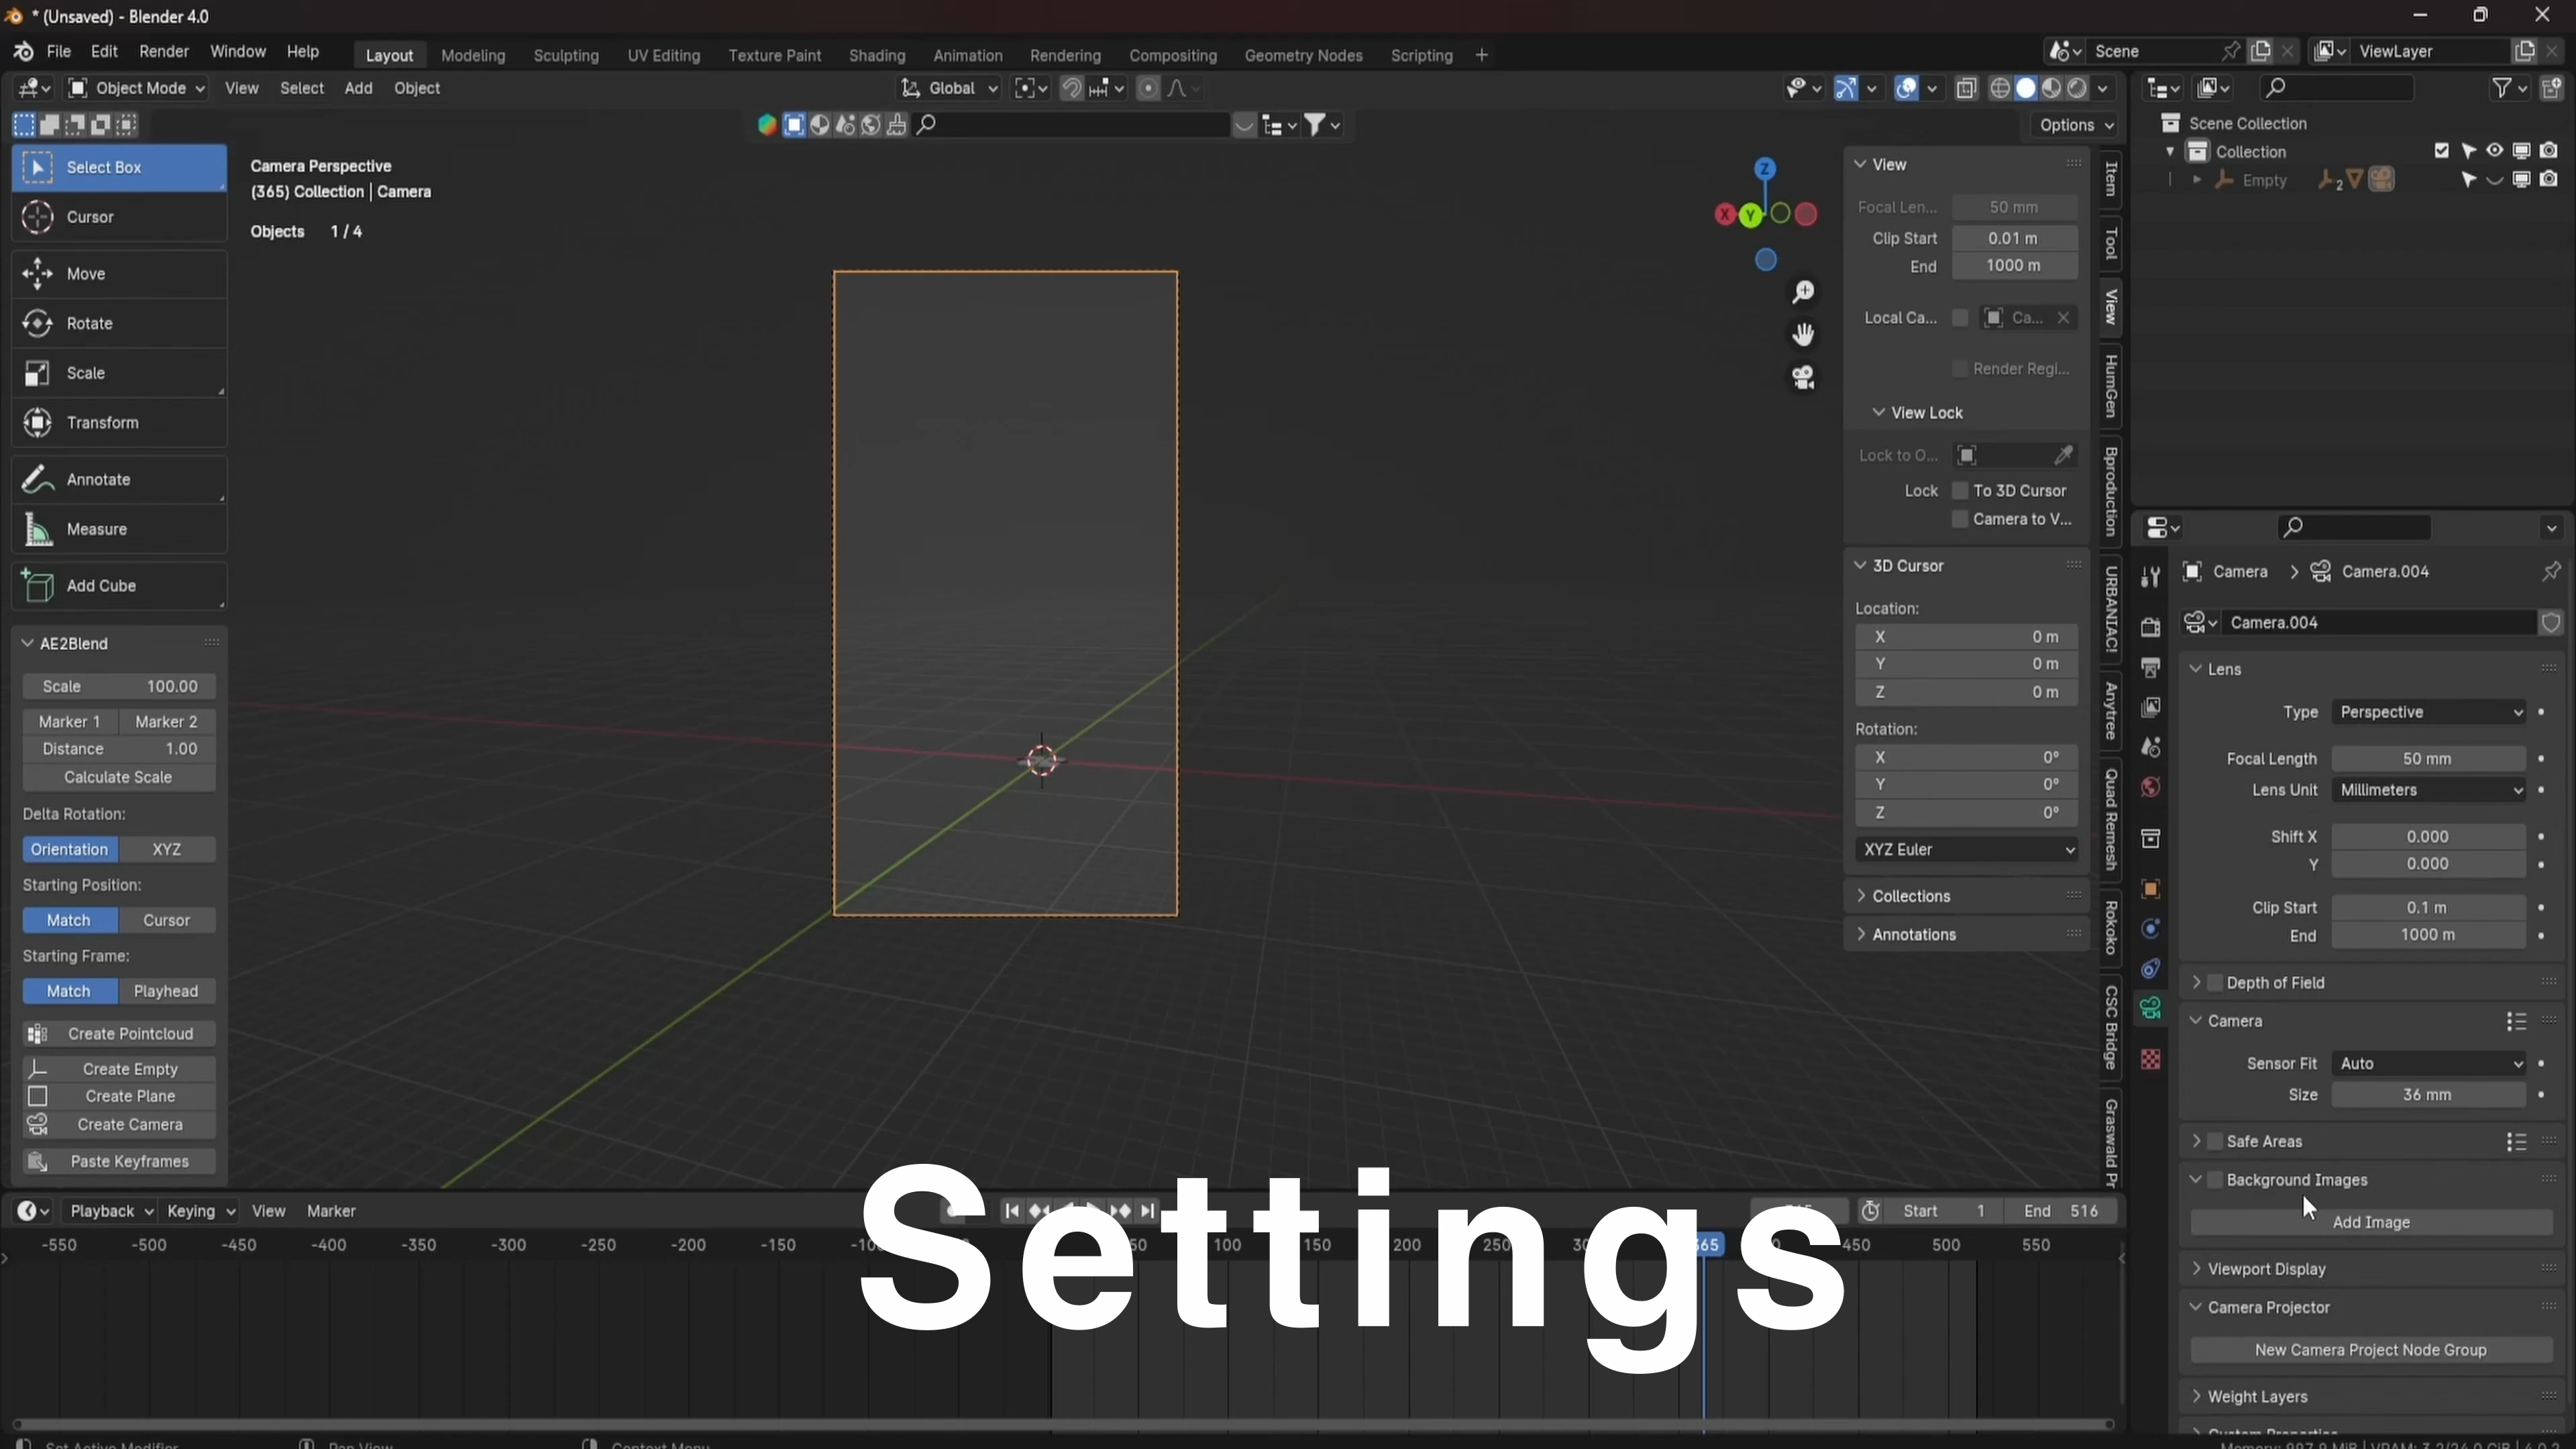 * (Unsaved) - Blender 4.0
File Edit Render Window Help Layout Modeling Sculpting UV Editing Texture Paint Shading Animation Rendering Compositing Geometry Nodes Scripting + Scene ViewLayer
Object Mode View Select Add Object Global
Options
Select Box
Cursor
Move
Rotate
Scale
Transform
Annotate
Measure
Add Cube
AE2Blend
Scale 100.00
Marker 1 Marker 2
Distance 1.00
Calculate Scale
Delta Rotation:
Orientation XYZ
Starting Position:
Match Cursor
Starting Frame:
Match Playhead
Create Pointcloud
Create Empty
Create Plane
Create Camera
Paste Keyframes
Camera Perspective
(365) Collection | Camera
Objects 1 / 4
Z
X Y
View
Focal Len... 50 mm
Clip Start 0.01 m
End 1000 m
Local Ca... Ca...
Render Regi...
View Lock
Lock to O...
Lock To 3D Cursor
Camera to V...
3D Cursor
Location:
X 0 m
Y 0 m
Z 0 m
Rotation:
X 0°
Y 0°
Z 0°
XYZ Euler
Collections
Annotations
Item
Tool
View
HumGen
Bproduction
URBANIAC!
Anytree
Quad Remesh
Rokoko
CSC Bridge
Graswald Pr
Scene Collection
Collection
Empty 2
Camera > Camera.004
Camera.004
Lens
Type Perspective
Focal Length 50 mm
Lens Unit Millimeters
Shift X 0.000
Y 0.000
Clip Start 0.1 m
End 1000 m
Depth of Field
Camera
Sensor Fit Auto
Size 36 mm
Safe Areas
Background Images
Add Image
Viewport Display
Camera Projector
New Camera Project Node Group
Weight Layers
Settings
Playback Keying View Marker Start 1 End 516
-550 -500 -450 -400 -350 -300 -250 -200 -150 50 100 150 200 250 365 450 500 550